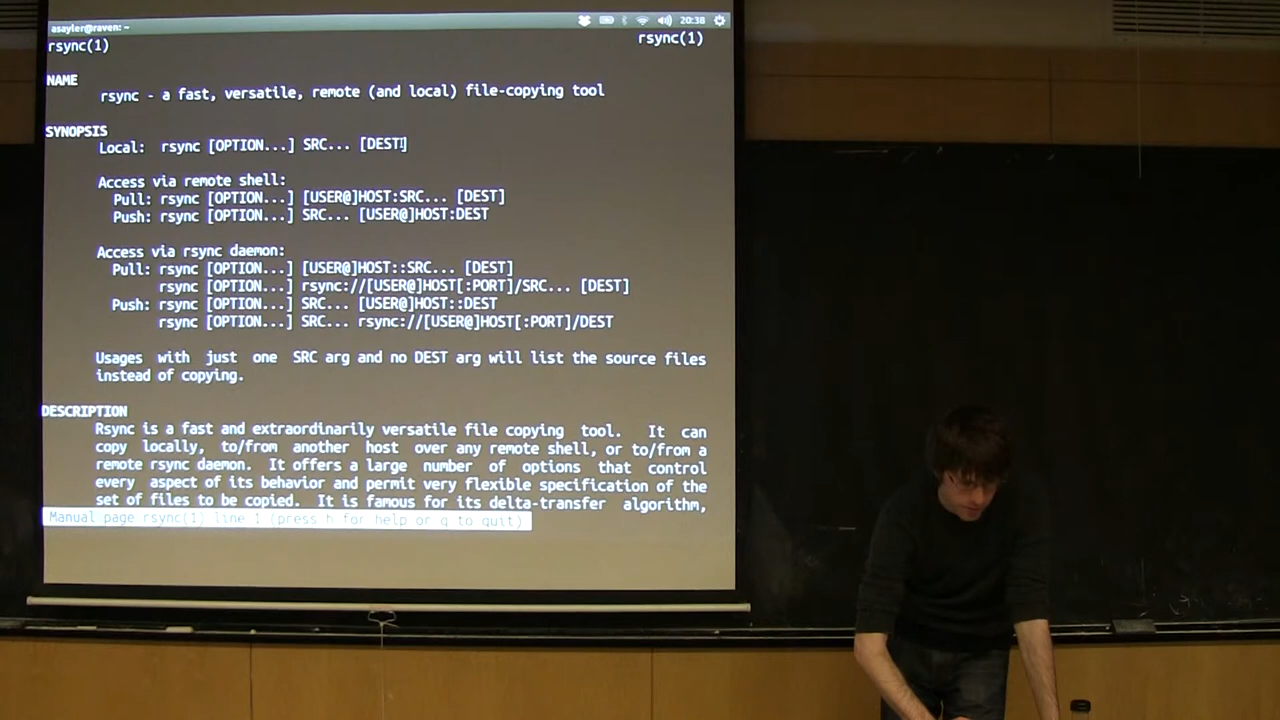 asayler@raven: ~
20:38
rsync(1) rsync(1)
NAME
rsync - a fast, versatile, remote (and local) file-copying tool
SYNOPSIS
Local: rsync [OPTION...] SRC... [DEST]
Access via remote shell:
Pull: rsync [OPTION...] [USER@]HOST:SRC... [DEST]
Push: rsync [OPTION...] SRC... [USER@]HOST:DEST
Access via rsync daemon:
Pull: rsync [OPTION...] [USER@]HOST::SRC... [DEST]
rsync [OPTION...] rsync://[USER@]HOST[:PORT]/SRC... [DEST]
Push: rsync [OPTION...] SRC... [USER@]HOST::DEST
rsync [OPTION...] SRC... rsync://[USER@]HOST[:PORT]/DEST
Usages with just one SRC arg and no DEST arg will list the source files
instead of copying.
DESCRIPTION
Rsync is a fast and extraordinarily versatile file copying tool. It can
copy locally, to/from another host over any remote shell, or to/from a
remote rsync daemon. It offers a large number of options that control
every aspect of its behavior and permit very flexible specification of the
set of files to be copied. It is famous for its delta-transfer algorithm,
Manual page rsync(1) line 1 (press h for help or q to quit)